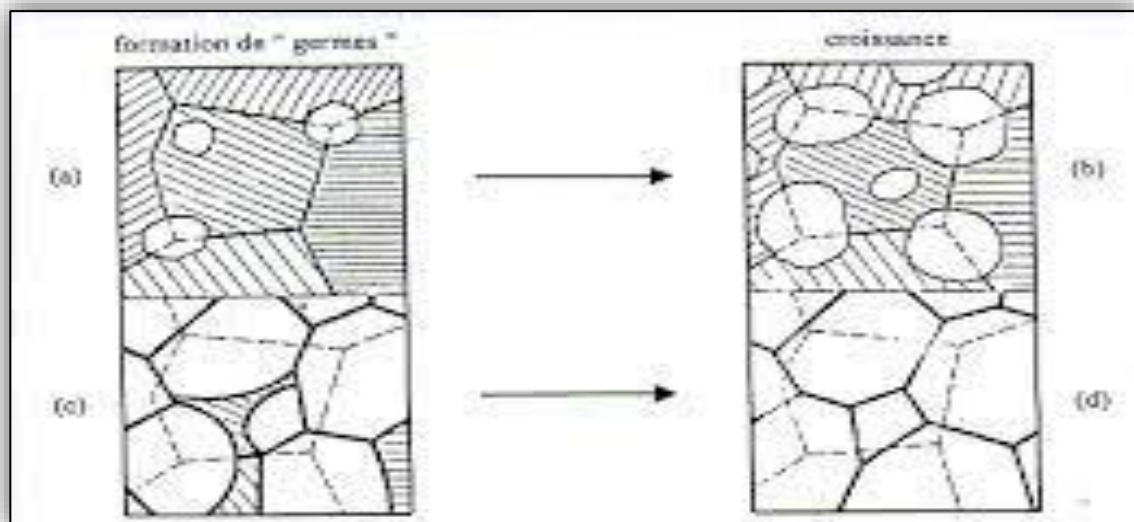 formation de " germes "
croissance
(a)
(b)
(c)
(d)